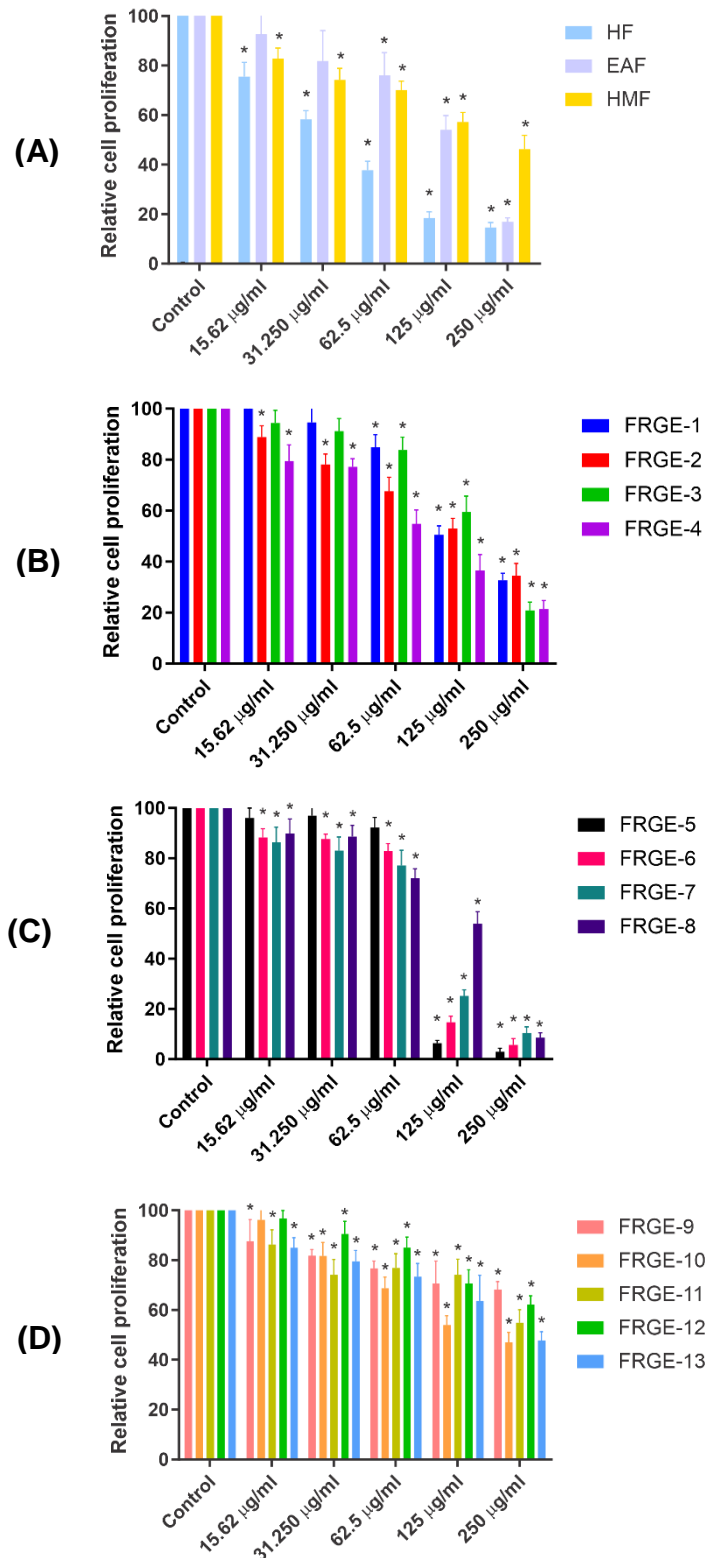 (A)
Relative cell proliferation
100
80
60
40
20
0
* * * * * * * * * * * * *
Control
15.62 μg/ml
31.250 μg/ml
62.5 μg/ml
125 μg/ml
250 μg/ml
HF
EAF
HMF
(B)
Relative cell proliferation
100
80
60
40
20
0
* * * * * * * * * * * * * * * *
Control
15.62 μg/ml
31.250 μg/ml
62.5 μg/ml
125 μg/ml
250 μg/ml
FRGE-1
FRGE-2
FRGE-3
FRGE-4
(C)
Relative cell proliferation
100
80
60
40
20
0
* * * * * * * * * * * * * * * * *
Control
15.62 μg/ml
31.250 μg/ml
62.5 μg/ml
125 μg/ml
250 μg/ml
FRGE-5
FRGE-6
FRGE-7
FRGE-8
(D)
Relative cell proliferation
100
80
60
40
20
0
* * * * * * * * * * * * * * * * * * * * * * *
Control
15.62 μg/ml
31.250 μg/ml
62.5 μg/ml
125 μg/ml
250 μg/ml
FRGE-9
FRGE-10
FRGE-11
FRGE-12
FRGE-13